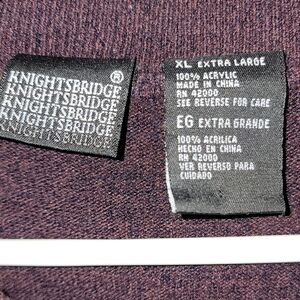 KNIGHTSBRIDGE ®
KNIGHTSBRIDGE
KNIGHTSBRIDGE
KNIGHTSBRIDGE
KNIGHTSBRIDGE
XL EXTRA LARGE
100% ACRYLIC
MADE IN CHINA
RN 42000
SEE REVERSE FOR CARE
EG EXTRA GRANDE
100% ACRILICA
HECHO EN CHINA
RN 42000
VER REVERSO PARA
CUIDADO